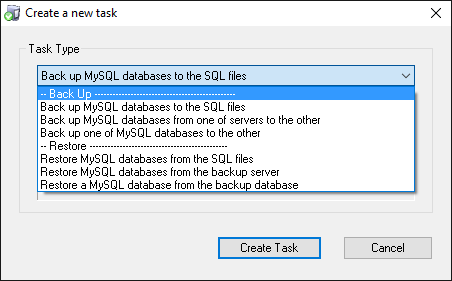 Create a new task
Task Type
Back up MySQL databases to the SQL files
-- Back Up -----------------------------------------------
Back up MySQL databases to the SQL files
Back up MySQL databases from one of servers to the other
Back up one of MySQL databases to the other
-- Restore ----------------------------------------------
Restore MySQL databases from the SQL files
Restore MySQL databases from the backup server
Restore a MySQL database from the backup database
Create Task
Cancel